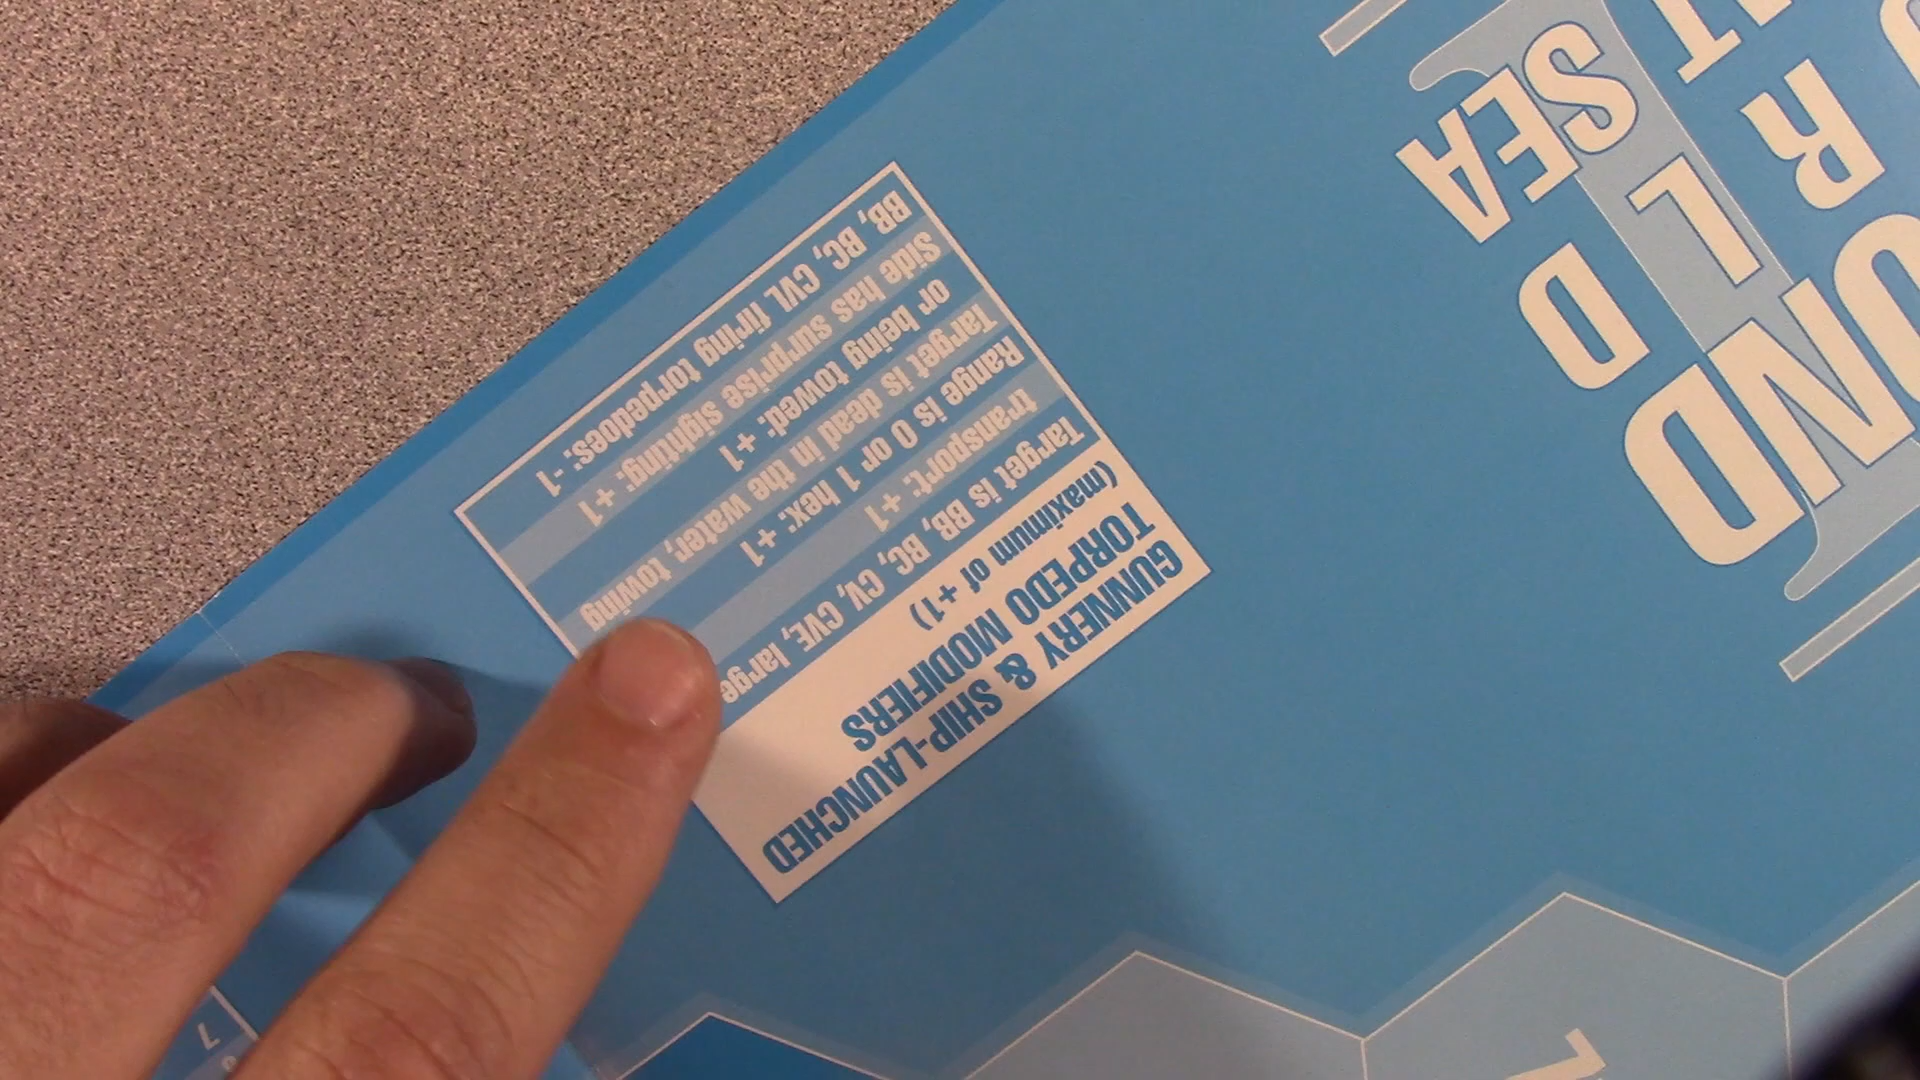 GUNNERY & SHIP-LAUNCHED
TORPEDO MODIFIERS
(maximum of +1)
Target is BB, BC, CV, CVE, large
transport: +1
Range is 0 or 1 hex: +1
Target is dead in the water, towing
or being towed: +1
Side has surprise sighting: +1
BB, BC, CVL firing torpedoes: -1
SEA
L D
R
ND
7